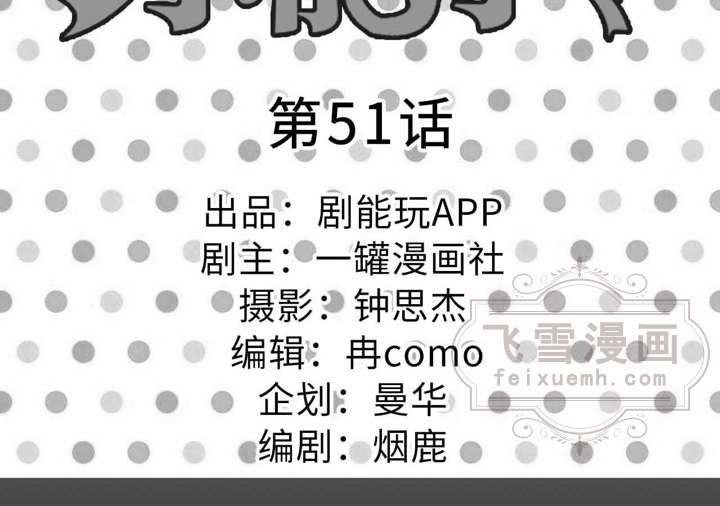 第51话
出品：剧能玩APP
剧主：一罐漫画社
摄影：钟思杰
编辑：冉como
企划：曼华
编剧：烟鹿
飞雪漫画
feixuemh.com